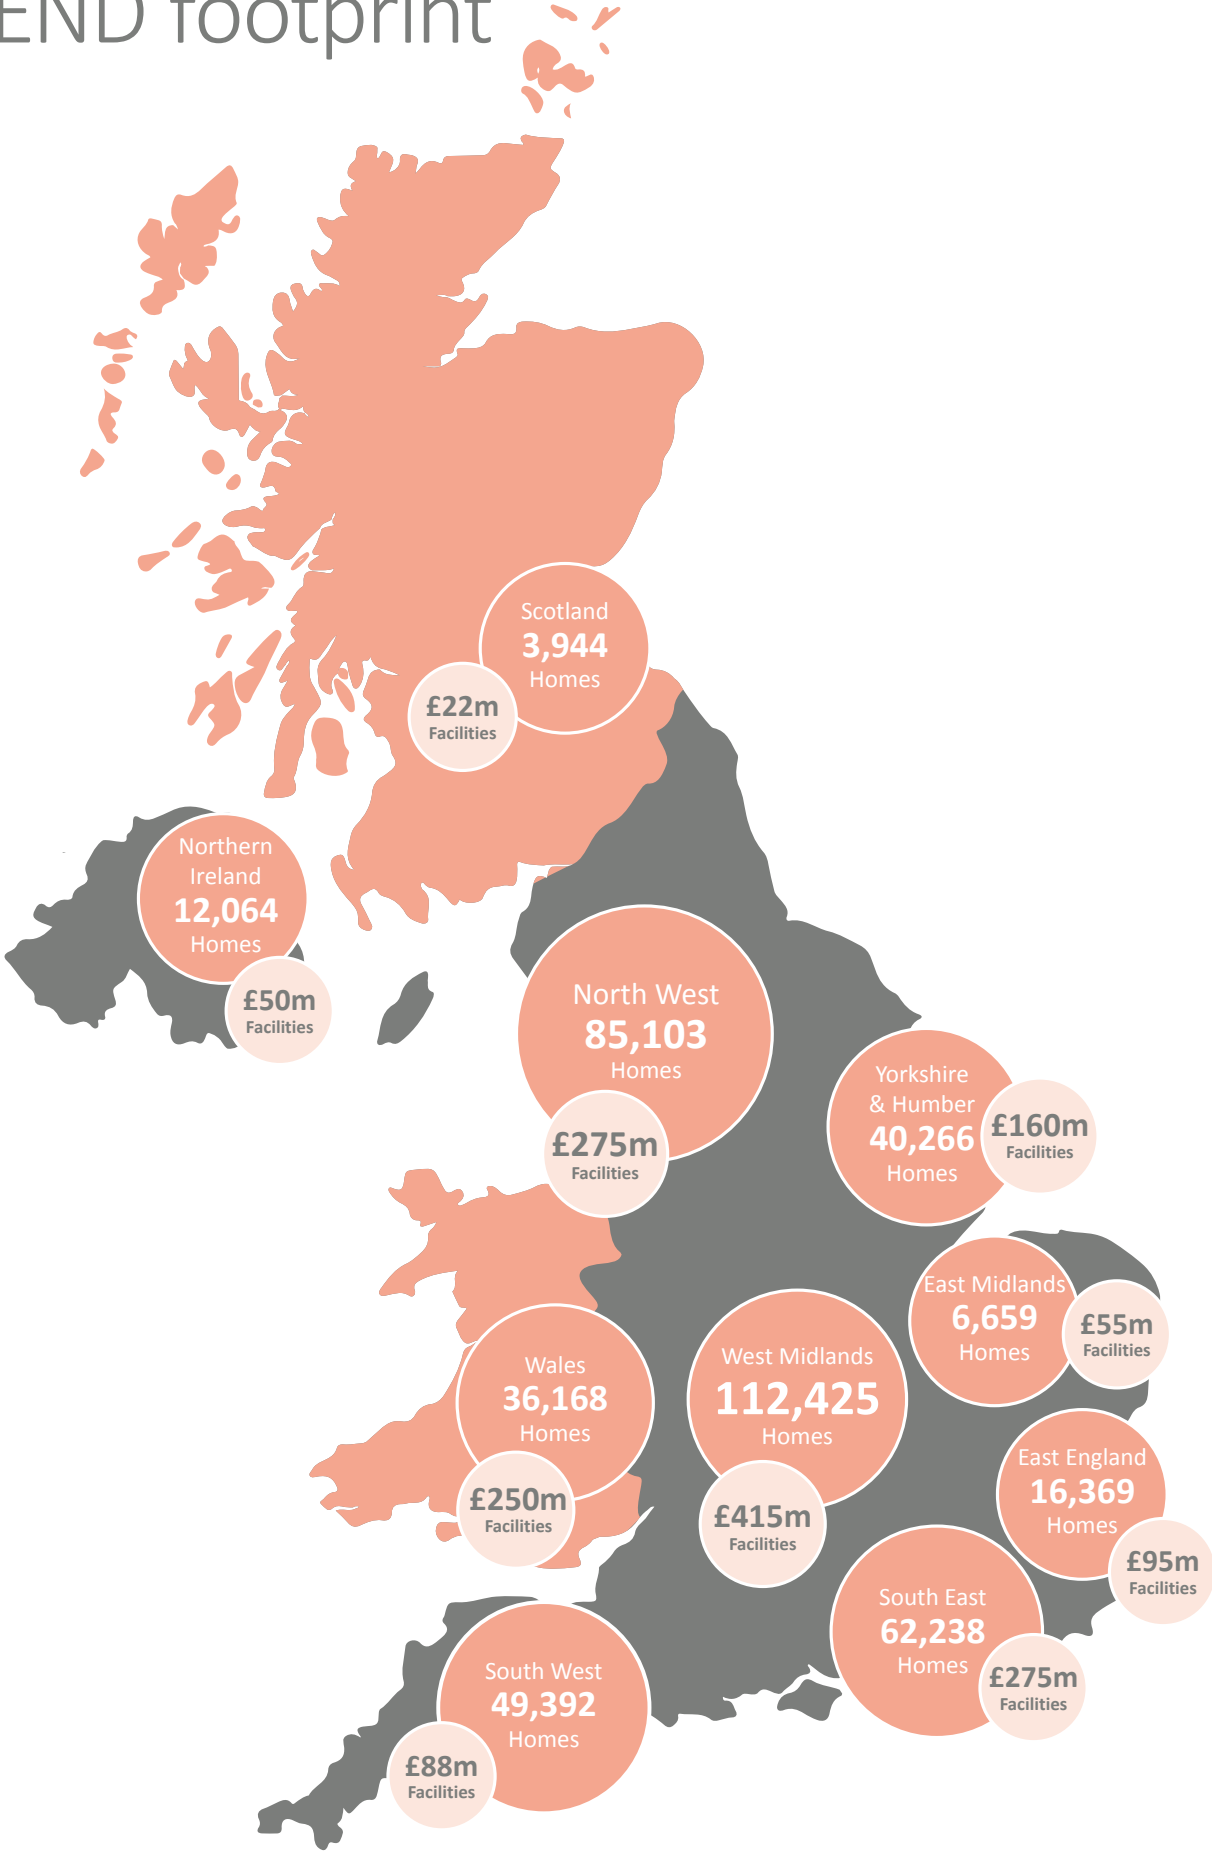 END footprint
Scotland
3,944
Homes
£22m
Facilities
Northern
Ireland
12,064
Homes
£50m
Facilities
North West
85,103
Homes
£275m
Facilities
Yorkshire
& Humber
40,266
Homes
£160m
Facilities
East Midlands
6,659
Homes
£55m
Facilities
Wales
36,168
Homes
£250m
Facilities
West Midlands
112,425
Homes
£415m
Facilities
East England
16,369
Homes
£95m
Facilities
South East
62,238
Homes
£275m
Facilities
South West
49,392
Homes
£88m
Facilities